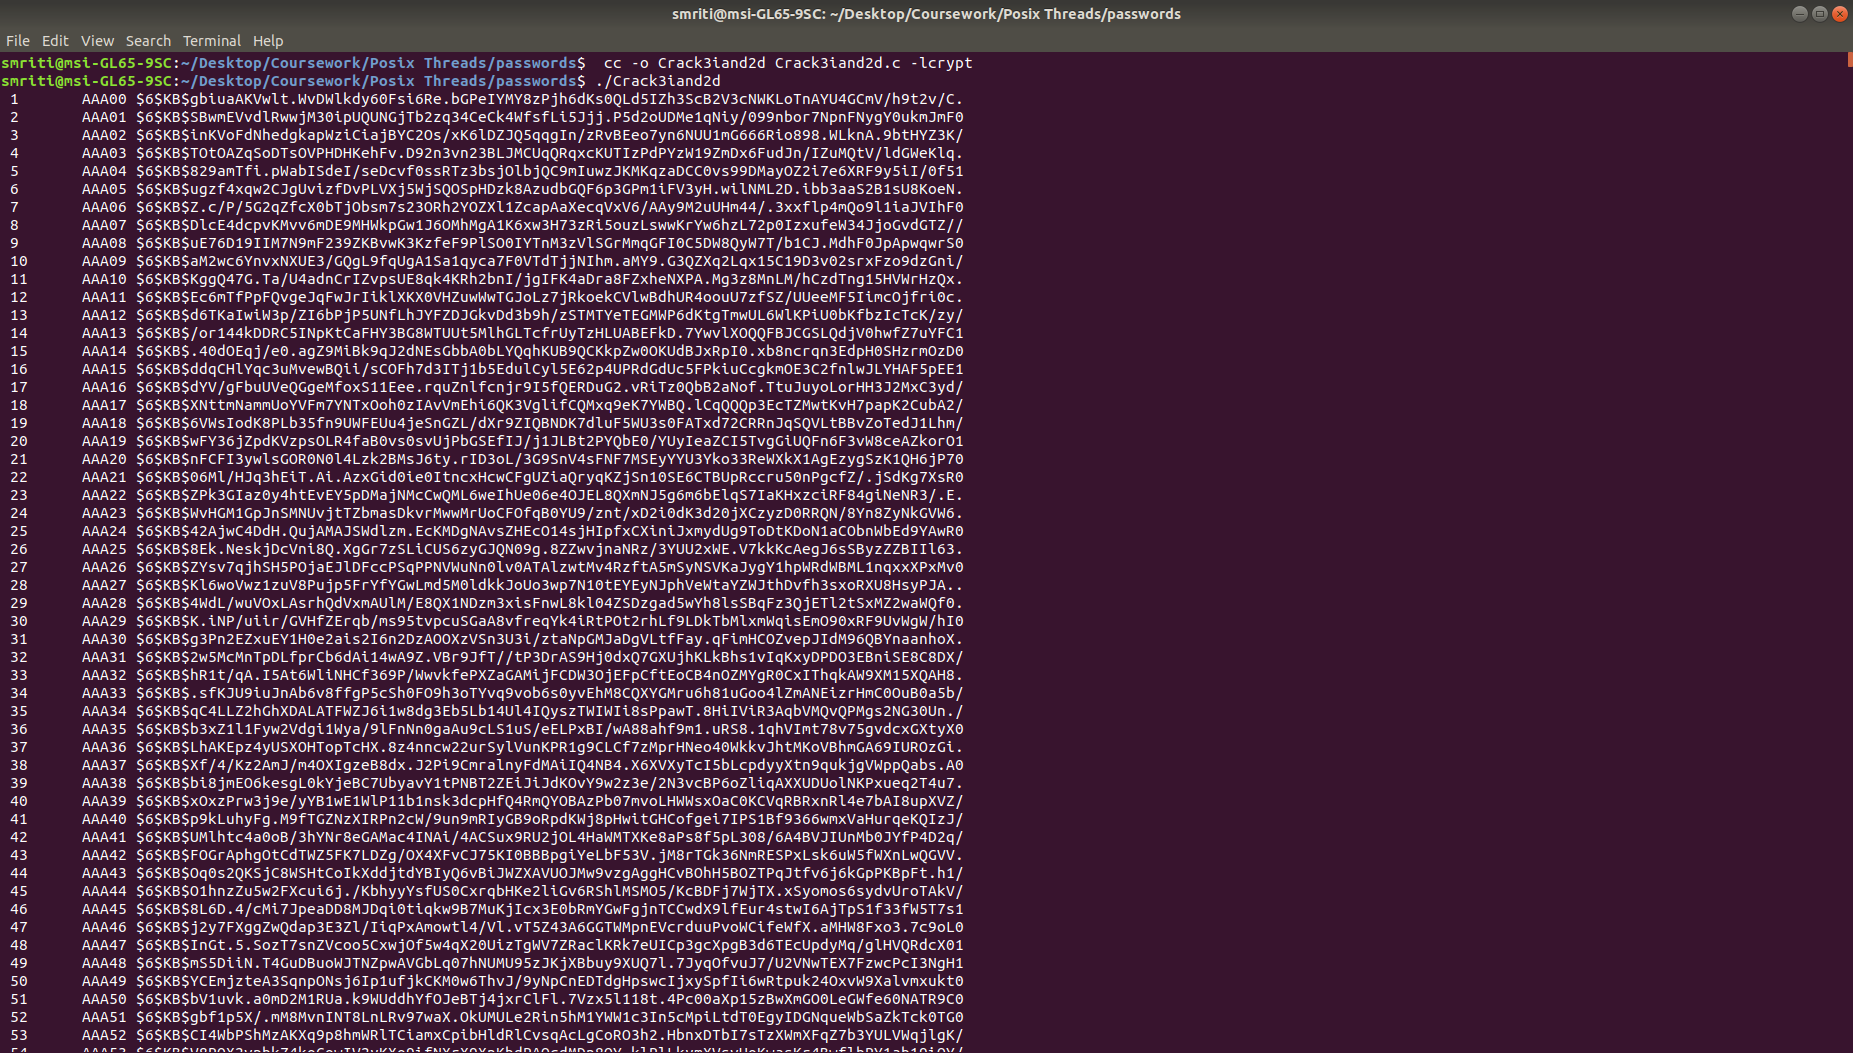 smriti@msi-GL65-9SC: ~/Desktop/Coursework/Posix Threads/passwords
File Edit View Search Terminal Help
smriti@msi-GL65-9SC:~/Desktop/Coursework/Posix Threads/passwords$  cc -o Crack3iand2d Crack3iand2d.c -lcrypt
smriti@msi-GL65-9SC:~/Desktop/Coursework/Posix Threads/passwords$ ./Crack3iand2d
1 AAA00 $6$KB$gbiuaAKVwlt.WvDWlkdy60Fsi6Re.bGPeIYMY8zPjh6dKs0QLd5IZh3ScB2V3cNWKLoTnAYU4GCmV/h9t2v/C.
2 AAA01 $6$KB$SBwmEVvdlRwwjM30ipUQUNGjTb2zq34CeCk4WfsfLi5Jjj.P5d2oUDMe1qNiy/099nbor7NpnFNygY0ukmJmF0
3 AAA02 $6$KB$inKVoFdNhedgkapWziCiajBYC2Os/xK6lDZJQ5qqgIn/zRvBEeo7yn6NUU1mG666Rio898.WLknA.9btHYZ3K/
4 AAA03 $6$KB$TOtOAZqSoDTsOVPHDHKehFv.D92n3vn23BLJMCUqQRqxcKUTIzPdPYzW19ZmDx6FudJn/IZuMQtV/ldGWeKlq.
5 AAA04 $6$KB$829amTfi.pWabISdeI/seDcvf0ssRTz3bsjOlbjQC9mIuwzJKMKqzaDCC0vs99DMayOZ2i7e6XRF9y5iI/0f51
6 AAA05 $6$KB$ugzf4xqw2CJgUvizfDvPLVXj5WjSQOSpHDzk8AzudbGQF6p3GPm1iFV3yH.wilNML2D.ibb3aaS2B1sU8KoeN.
7 AAA06 $6$KB$Z.c/P/5G2qZfcX0bTjObsm7s23ORh2YOZXl1ZcapAaXecqVxV6/AAy9M2uUHm44/.3xxflp4mQo9l1iaJVIhF0
8 AAA07 $6$KB$DlcE4dcpvKMvv6mDE9MHWkpGw1J6OMhMgA1K6xw3H73zRi5ouzLswwKrYw6hzL72p0IzxufeW34JjoGvdGTZ//
9 AAA08 $6$KB$uE76D19IIM7N9mF239ZKBvwK3KzfeF9PlSO0IYTnM3zVlSGrMmqGFI0C5DW8QyW7T/b1CJ.MdhF0JpApwqwrS0
10 AAA09 $6$KB$aM2wc6YnvxNXUE3/GQgL9fqUgA1Sa1qyca7F0VTdTjjNIhm.aMY9.G3QZXq2Lqx15C19D3v02srxFzo9dzGni/
11 AAA10 $6$KB$KggQ47G.Ta/U4adnCrIZvpsUE8qk4KRh2bnI/jgIFK4aDra8FZxheNXPA.Mg3z8MnLM/hCzdTng15HVWrHzQx.
12 AAA11 $6$KB$Ec6mTfPpFQvgeJqFwJrIiklXKX0VHZuwWwTGJoLz7jRkoekCVlwBdhUR4oouU7zfSZ/UUeeMF5IimcOjfri0c.
13 AAA12 $6$KB$d6TKaIwiW3p/ZI6bPjP5UNfLhJYFZDJGkvDd3b9h/zSTMTYeTEGMWP6dKtgTmwUL6WlKPiU0bKfbzIcTcK/zy/
14 AAA13 $6$KB$/or144kDDRC5INpKtCaFHY3BG8WTUUt5MlhGLTcfrUyTzHLUABEFkD.7YwvlXOQQFBJCGSLQdjV0hwfZ7uYFC1
15 AAA14 $6$KB$.40dOEqj/e0.agZ9MiBk9qJ2dNEsGbbA0bLYQqhKUB9QCKkpZw0OKUdBJxRpI0.xb8ncrqn3EdpH0SHzrmOzD0
16 AAA15 $6$KB$ddqCHlYqc3uMvewBQii/sCOFh7d3ITj1b5EdulCyl5E62p4UPRdGdUc5FPkiuCcgkmOE3C2fnlwJLYHAF5pEE1
17 AAA16 $6$KB$dYV/gFbuUVeQGgeMfoxS11Eee.rquZnlfcnjr9I5fQERDuG2.vRiTz0QbB2aNof.TtuJuyoLorHH3J2MxC3yd/
18 AAA17 $6$KB$XNttmNammUoYVFm7YNTxOoh0zIAvVmEhi6QK3VglifCQMxq9eK7YWBQ.lCqQQQp3EcTZMwtKvH7papK2CubA2/
19 AAA18 $6$KB$6VWsIodK8PLb35fn9UWFEUu4jeSnGZL/dXr9ZIQBNDK7dluF5WU3s0FATxd72CRRnJqSQVLtBBvZoTedJ1Lhm/
20 AAA19 $6$KB$wFY36jZpdKVzpsOLR4faB0vs0svUjPbGSEfIJ/j1JLBt2PYQbE0/YUyIeaZCI5TvgGiUQFn6F3vW8ceAZkorO1
21 AAA20 $6$KB$nFCFI3ywlsGOR0N0l4Lzk2BMsJ6ty.rID3oL/3G9SnV4sFNF7MSEyYYU3Yko33ReWXkX1AgEzygSzK1QH6jP70
22 AAA21 $6$KB$06Ml/HJq3hEiT.Ai.AzxGid0ie0ItncxHcwCFgUZiaQryqKZjSn10SE6CTBUpRccru50nPgcfZ/.jSdKg7XsR0
23 AAA22 $6$KB$ZPk3GIaz0y4htEvEY5pDMajNMcCwQML6weIhUe06e4OJEL8QXmNJ5g6m6bElqS7IaKHxzciRF84giNeNR3/.E.
24 AAA23 $6$KB$WvHGM1GpJnSMNUvjtTZbmasDkvrMwwMrUoCFOfqB0YU9/znt/xD2i0dK3d20jXCzyzD0RRQN/8Yn8ZyNkGVW6.
25 AAA24 $6$KB$42AjwC4DdH.QujAMAJSWdlzm.EcKMDgNAvsZHEcO14sjHIpfxCXiniJxmydUg9ToDtKDoN1aCObnWbEd9YAwR0
26 AAA25 $6$KB$8Ek.NeskjDcVni8Q.XgGr7zSLiCUS6zyGJQN09g.8ZZwvjnaNRz/3YUU2xWE.V7kkKcAegJ6sSByzZZBIIl63.
27 AAA26 $6$KB$ZYsv7qjhSH5POjaEJlDFccPSqPPNVWuNn0lv0ATAlzwtMv4RzftA5mSyNSVKaJygY1hpWRdWBML1nqxxXPxMv0
28 AAA27 $6$KB$Kl6woVwz1zuV8Pujp5FrYfYGwLmd5M0ldkkJoUo3wp7N10tEYEyNJphVeWtaYZWJthDvfh3sxoRXU8HsyPJA..
29 AAA28 $6$KB$4WdL/wuVOxLAsrhQdVxmAUlM/E8QX1NDzm3xisFnwL8kl04ZSDzgad5wYh8lsSBqFz3QjETl2tSxMZ2waWQf0.
30 AAA29 $6$KB$K.iNP/uiir/GVHfZErqb/ms95tvpcuSGaA8vfreqYk4iRtPOt2rhLf9LDkTbMlxmWqisEmO90xRF9UvWgW/hI0
31 AAA30 $6$KB$g3Pn2EZxuEY1H0e2ais2I6n2DzAOOXzVSn3U3i/ztaNpGMJaDgVLtfFay.qFimHCOZvepJIdM96QBYnaanhoX.
32 AAA31 $6$KB$2w5McMnTpDLfprCb6dAi14wA9Z.VBr9JfT//tP3DrAS9Hj0dxQ7GXUjhKLkBhs1vIqKxyDPDO3EBniSE8C8DX/
33 AAA32 $6$KB$hR1t/qA.I5At6WliNHCf369P/WwvkfePXZaGAMijFCDW3OjEFpCftEoCB4nOZMYgR0CxIThqkAW9XM15XQAH8.
34 AAA33 $6$KB$.sfKJU9iuJnAb6v8ffgP5cSh0FO9h3oTYvq9vob6s0yvEhM8CQXYGMru6h81uGoo4lZmANEizrHmC0OuB0a5b/
35 AAA34 $6$KB$qC4LLZ2hGhXDALATFWZJ6i1w8dg3Eb5Lb14Ul4IQyszTWIWIi8sPpawT.8HiIViR3AqbVMQvQPMgs2NG30Un./
36 AAA35 $6$KB$b3xZ1l1Fyw2Vdgi1Wya/9lFnNn0gaAu9cLS1uS/eELPxBI/wA88ahf9m1.uRS8.1qhVImt78v75gvdcxGXtyX0
37 AAA36 $6$KB$LhAKEpz4yUSXOHTopTcHX.8z4nncw22urSylVunKPR1g9CLCf7zMprHNeo40WkkvJhtMKoVBhmGA69IUROzGi.
38 AAA37 $6$KB$Xf/4/Kz2AmJ/m4OXIgzeB8dx.J2Pi9CmralnyFdMAiIQ4NB4.X6XVXyTcI5bLcpdyyXtn9qukjgVWppQabs.A0
39 AAA38 $6$KB$bi8jmEO6kesgL0kYjeBC7UbyavY1tPNBT2ZEiJiJdKOvY9w2z3e/2N3vcBP6oZliqAXXUDUolNKPxueq2T4u7.
40 AAA39 $6$KB$xOxzPrw3j9e/yYB1wE1WlP11b1nsk3dcpHfQ4RmQYOBAzPb07mvoLHWWsxOaC0KCVqRBRxnRl4e7bAI8upXVZ/
41 AAA40 $6$KB$p9kLuhyFg.M9fTGZNzXIRPn2cW/9un9mRIyGB9oRpdKWj8pHwitGHCofgei7IPS1Bf9366wmxVaHurqeKQIzJ/
42 AAA41 $6$KB$UMlhtc4a0oB/3hYNr8eGAMac4INAi/4ACSux9RU2jOL4HaWMTXKe8aPs8f5pL308/6A4BVJIUnMb0JYfP4D2q/
43 AAA42 $6$KB$FOGrAphgOtCdTWZ5FK7LDZg/OX4XFvCJ75KI0BBBpgiYeLbF53V.jM8rTGk36NmRESPxLsk6uW5fWXnLwQGVV.
44 AAA43 $6$KB$Oq0s2QKSjC8WSHtCoIkXddjtdYBIyQ6vBiJWZXAVUOJMw9vzgAggHCvBOhH5BOZTPqJtfv6j6kGpPKBpFt.h1/
45 AAA44 $6$KB$O1hnzZu5w2FXcui6j./KbhyyYsfUS0CxrqbHKe2liGv6RShlMSMO5/KcBDFj7WjTX.xSyomos6sydvUroTAkV/
46 AAA45 $6$KB$8L6D.4/cMi7JpeaDD8MJDqi0tiqkw9B7MuKjIcx3E0bRmYGwFgjnTCCwdX9lfEur4stwI6AjTpS1f33fW5T7s1
47 AAA46 $6$KB$j2y7FXggZwQdap3E3Zl/IiqPxAmowtl4/Vl.vT5Z43A6GGTWMpnEVcrduuPvoWCifeWfX.aMHW8Fxo3.7c9oL0
48 AAA47 $6$KB$InGt.5.SozT7snZVcoo5CxwjOf5w4qX20UizTgWV7ZRaclKRk7eUICp3gcXpgB3d6TEcUpdyMq/glHVQRdcX01
49 AAA48 $6$KB$mS5DiiN.T4GuDBuoWJTNZpwAVGbLq07hNUMU95zJKjXBbuy9XUQ7l.7JyqOfvuJ7/U2VNwTEX7FzwcPcI3NgH1
50 AAA49 $6$KB$YCEmjzteA3SqnpONsj6Ip1ufjkCKM0w6ThvJ/9yNpCnEDTdgHpswcIjxySpfIi6wRtpuk24OxvW9Xalvmxukt0
51 AAA50 $6$KB$bV1uvk.a0mD2M1RUa.k9WUddhYfOJeBTj4jxrClFl.7Vzx5l118t.4Pc00aXp15zBwXmGO0LeGWfe60NATR9C0
52 AAA51 $6$KB$gbf1p5X/.mM8MvnINT8LnLRv97waX.OkUMULe2Rin5hM1YWW1c3In5cMpiLtdT0EgyIDGNqueWbSaZkTck0TG0
53 AAA52 $6$KB$CI4WbPShMzAKXq9p8hmWRlTCiamxCpibHldRlCvsqAcLgCoRO3h2.HbnxDTbI7sTzXWmXFqZ7b3YULVWqjlgK/